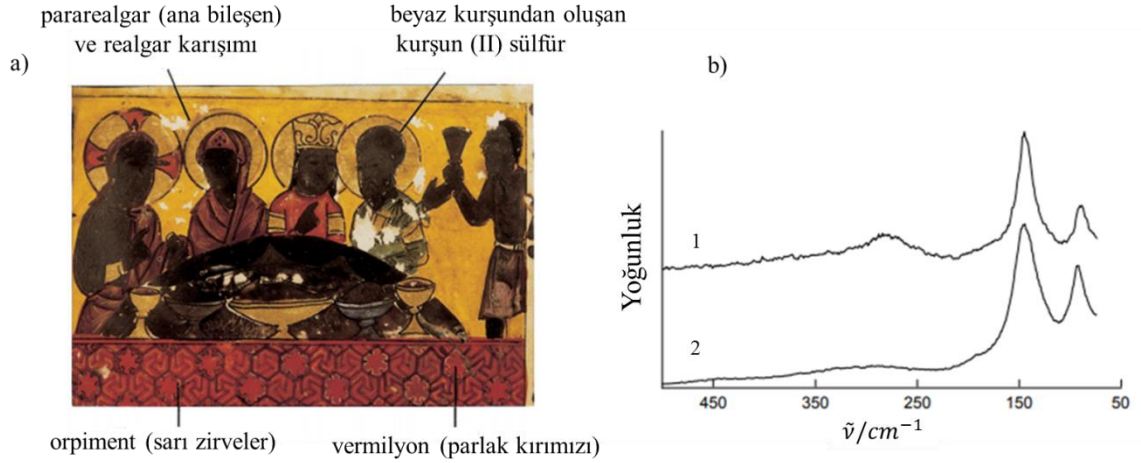 pararealgar (ana bileşen)
ve realgar karışımı
beyaz kurşundan oluşan
kurşun (II) sülfür
a)
b)
orpiment (sarı zirveler)
vermilyon (parlak kırımızı)
Yoğunluk
1
2
450
350
250
150
50
ṽ/cm⁻¹